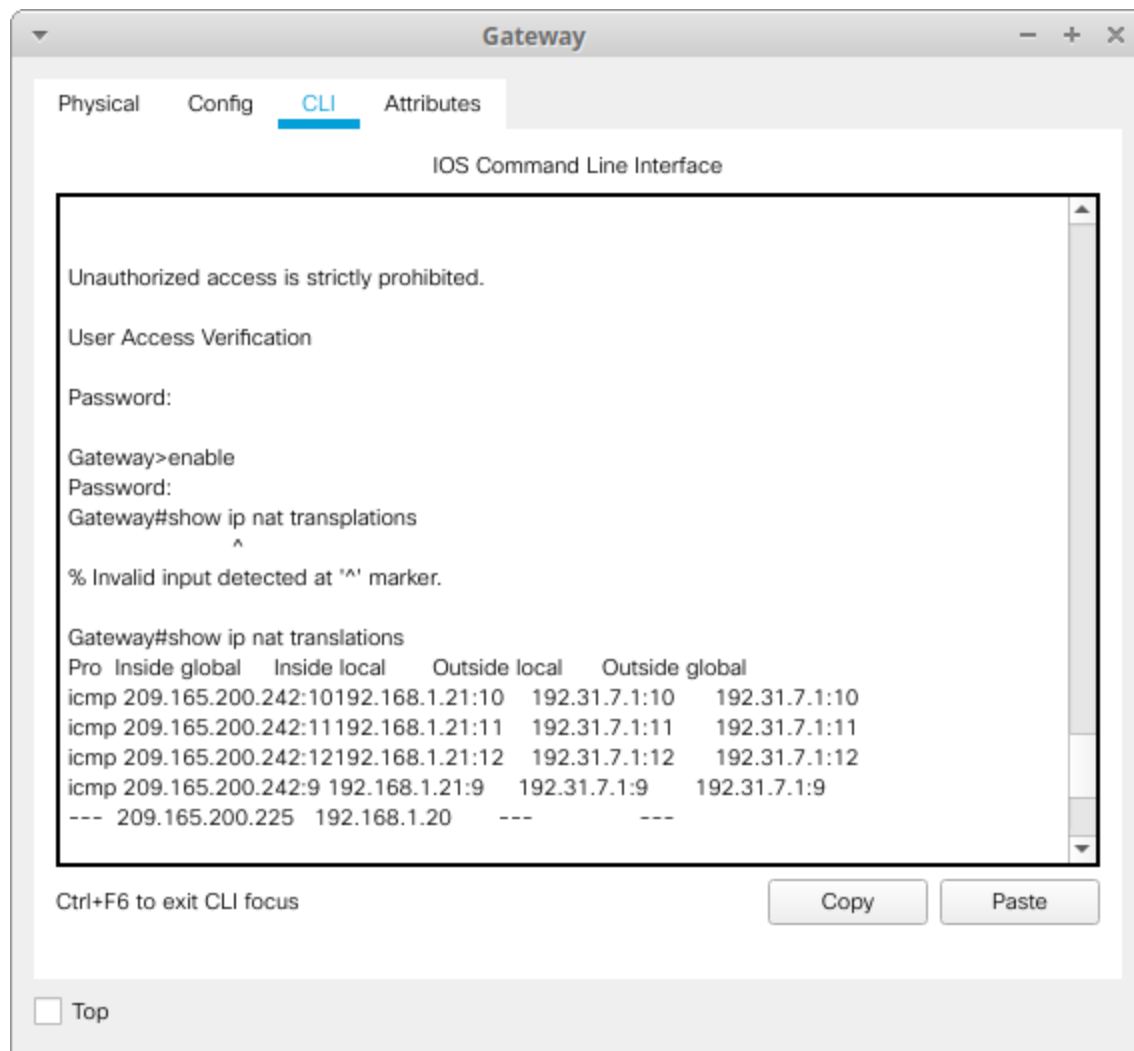 Gateway
Physical Config CLI Attributes
IOS Command Line Interface
Unauthorized access is strictly prohibited.
User Access Verification
Password:
Gateway>enable
Password:
Gateway#show ip nat transplations
^
% Invalid input detected at '^' marker.
Gateway#show ip nat translations
Pro Inside global Inside local Outside local Outside global
icmp 209.165.200.242:10192.168.1.21:10 192.31.7.1:10 192.31.7.1:10
icmp 209.165.200.242:11192.168.1.21:11 192.31.7.1:11 192.31.7.1:11
icmp 209.165.200.242:12192.168.1.21:12 192.31.7.1:12 192.31.7.1:12
icmp 209.165.200.242:9 192.168.1.21:9 192.31.7.1:9 192.31.7.1:9
--- 209.165.200.225 192.168.1.20 --- ---
Ctrl+F6 to exit CLI focus
Copy Paste
Top